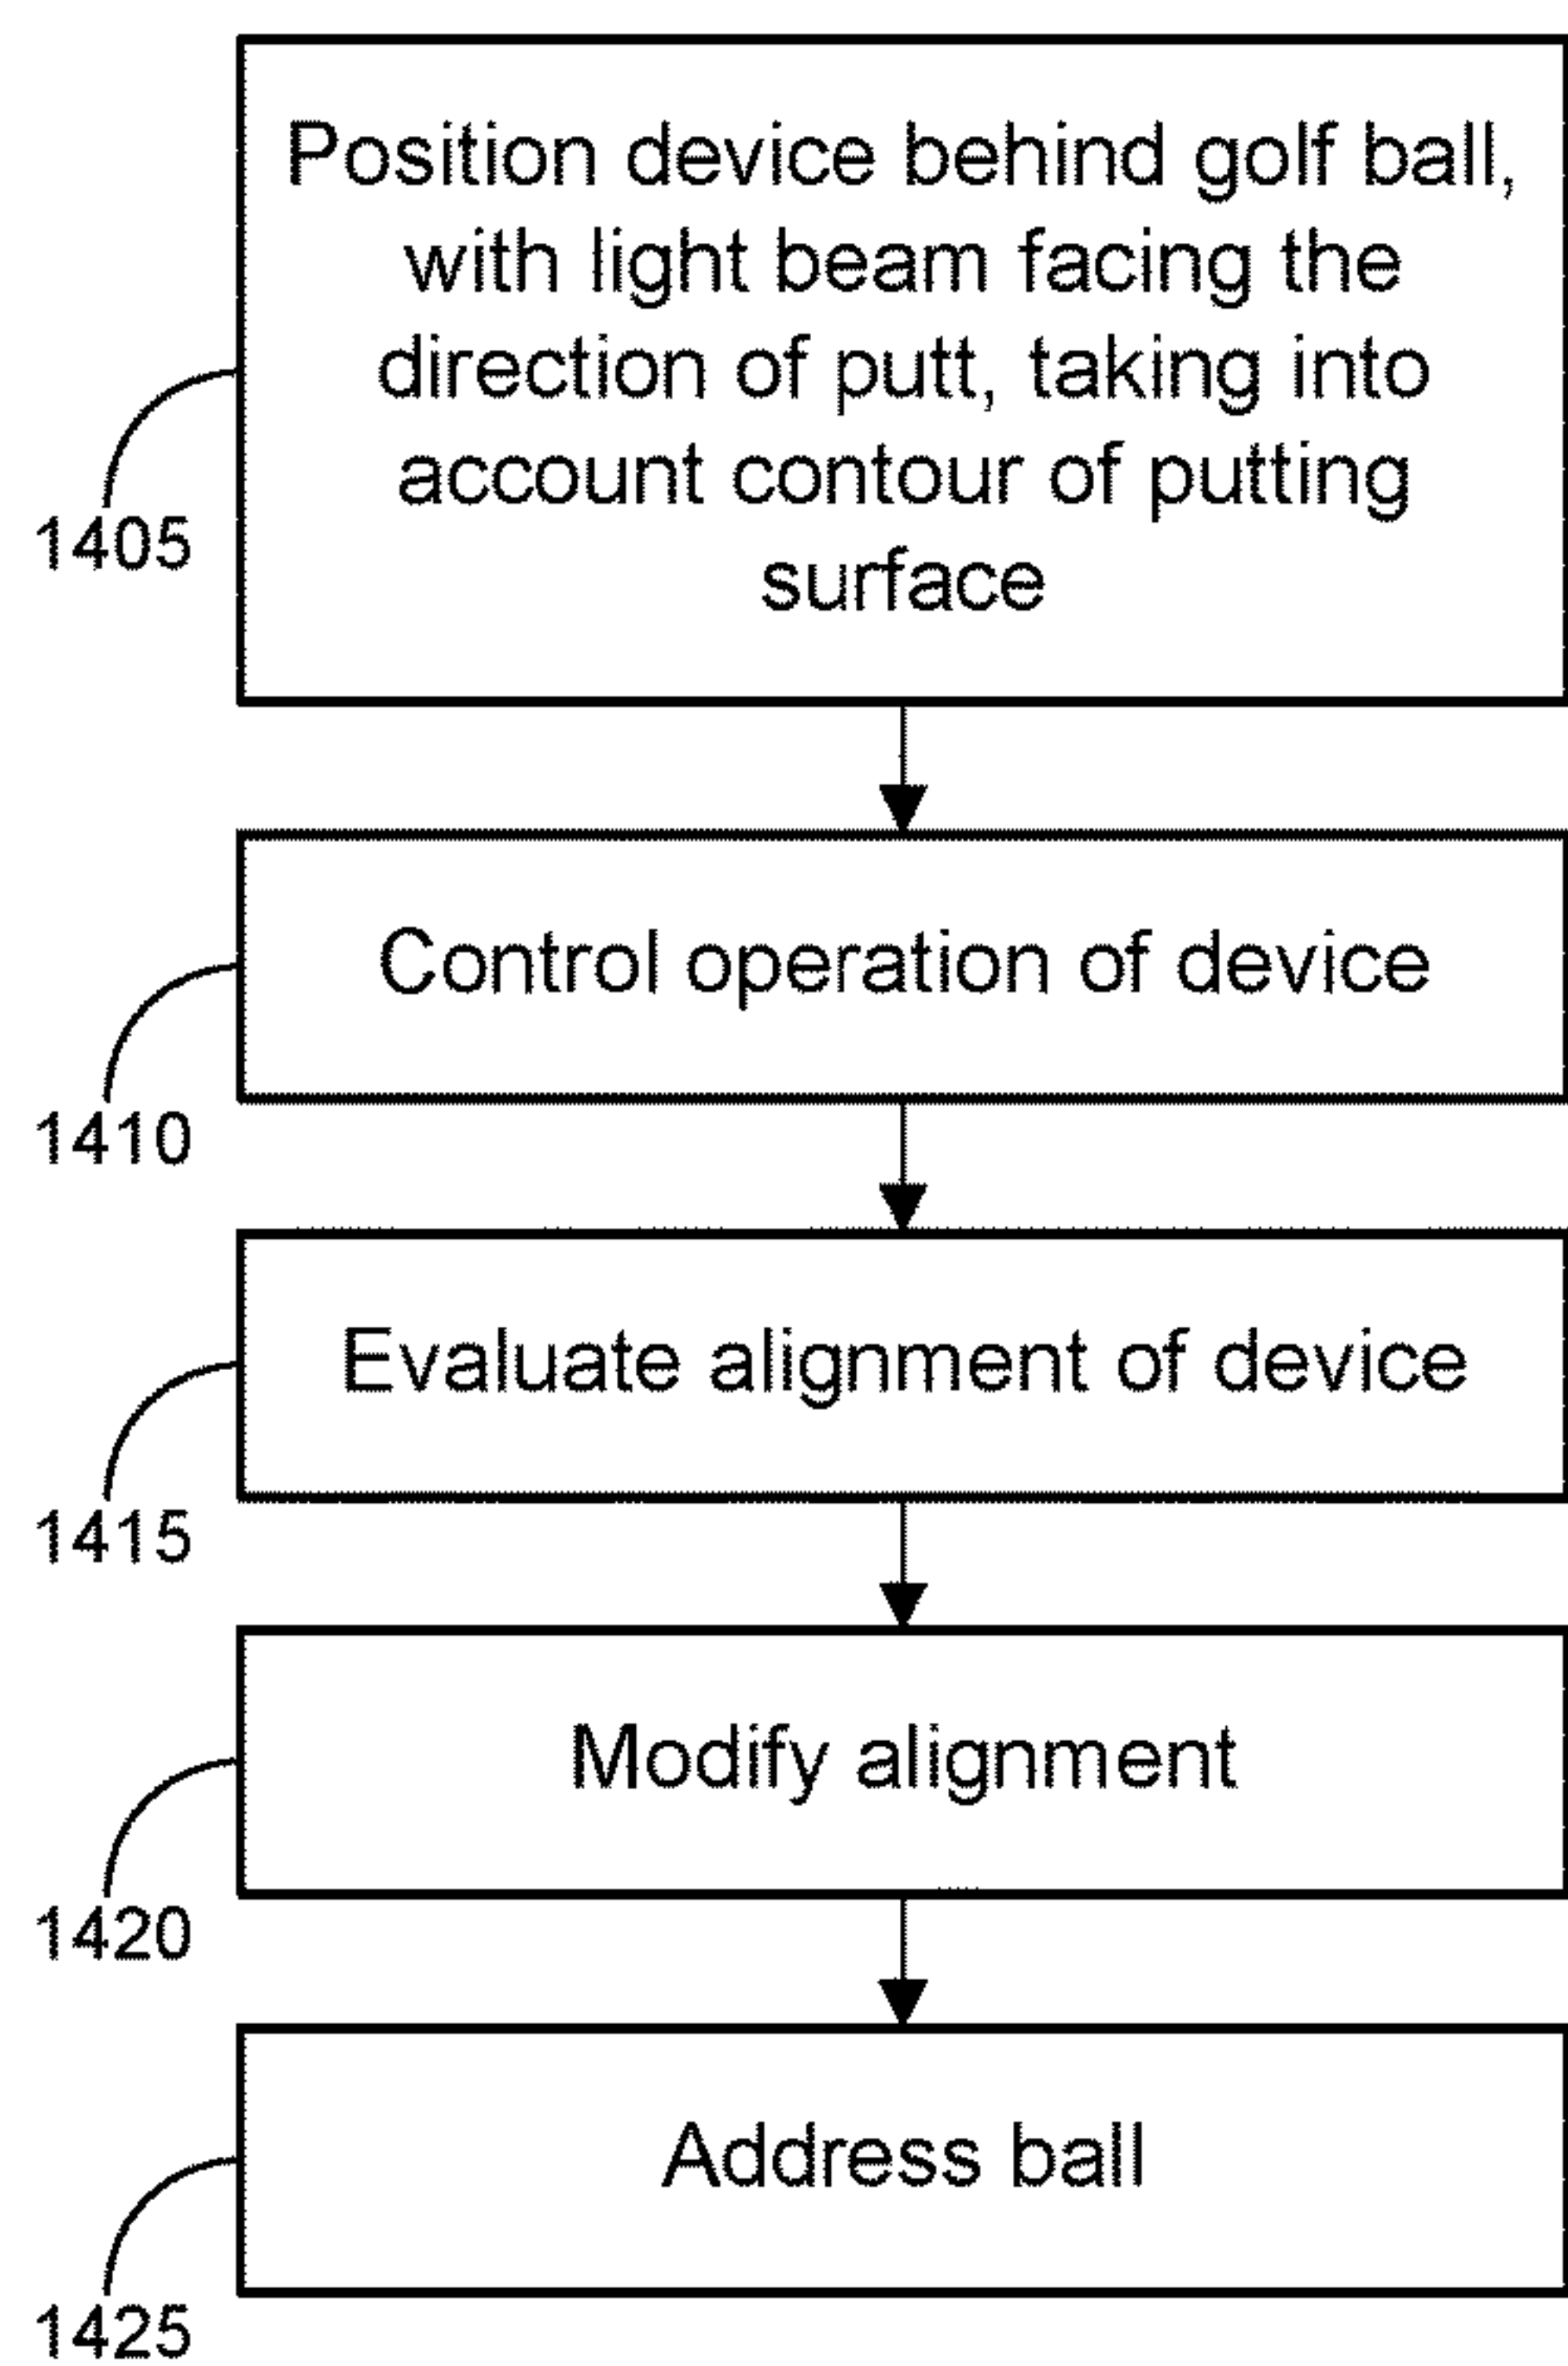 Position device behind golf ball,
with light beam facing the
direction of putt, taking into
account contour of putting
surface
1405
Control operation of device
1410
Evaluate alignment of device
1415
Modify alignment
1420
Address ball
1425